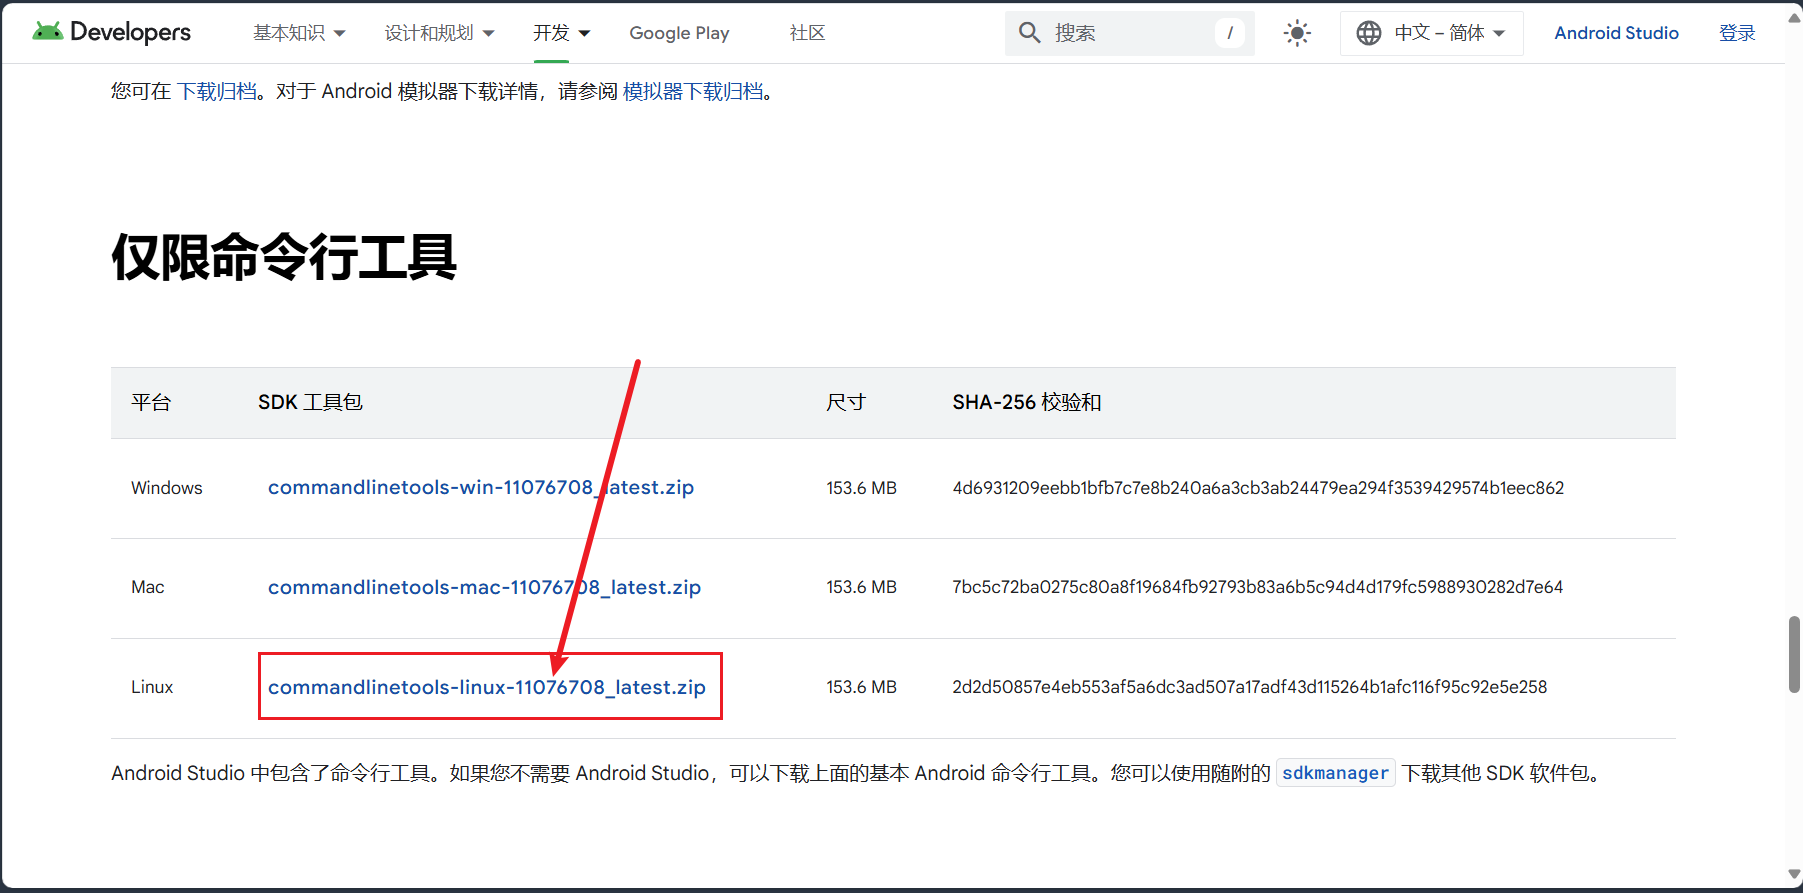 Developers 基本知识 设计和规划 开发 Google Play 社区 搜索 / 中文 – 简体 Android Studio 登录
您可在 下载归档。对于 Android 模拟器下载详情，请参阅 模拟器下载归档。
仅限命令行工具
平台 SDK 工具包 尺寸 SHA-256 校验和
Windows commandlinetools-win-11076708_latest.zip 153.6 MB 4d6931209eebb1bfb7c7e8b240a6a3cb3ab24479ea294f3539429574b1eec862
Mac commandlinetools-mac-11076708_latest.zip 153.6 MB 7bc5c72ba0275c80a8f19684fb92793b83a6b5c94d4d179fc5988930282d7e64
Linux commandlinetools-linux-11076708_latest.zip 153.6 MB 2d2d50857e4eb553af5a6dc3ad507a17adf43d115264b1afc116f95c92e5e258
Android Studio 中包含了命令行工具。如果您不需要 Android Studio，可以下载上面的基本 Android 命令行工具。您可以使用随附的 sdkmanager 下载其他 SDK 软件包。